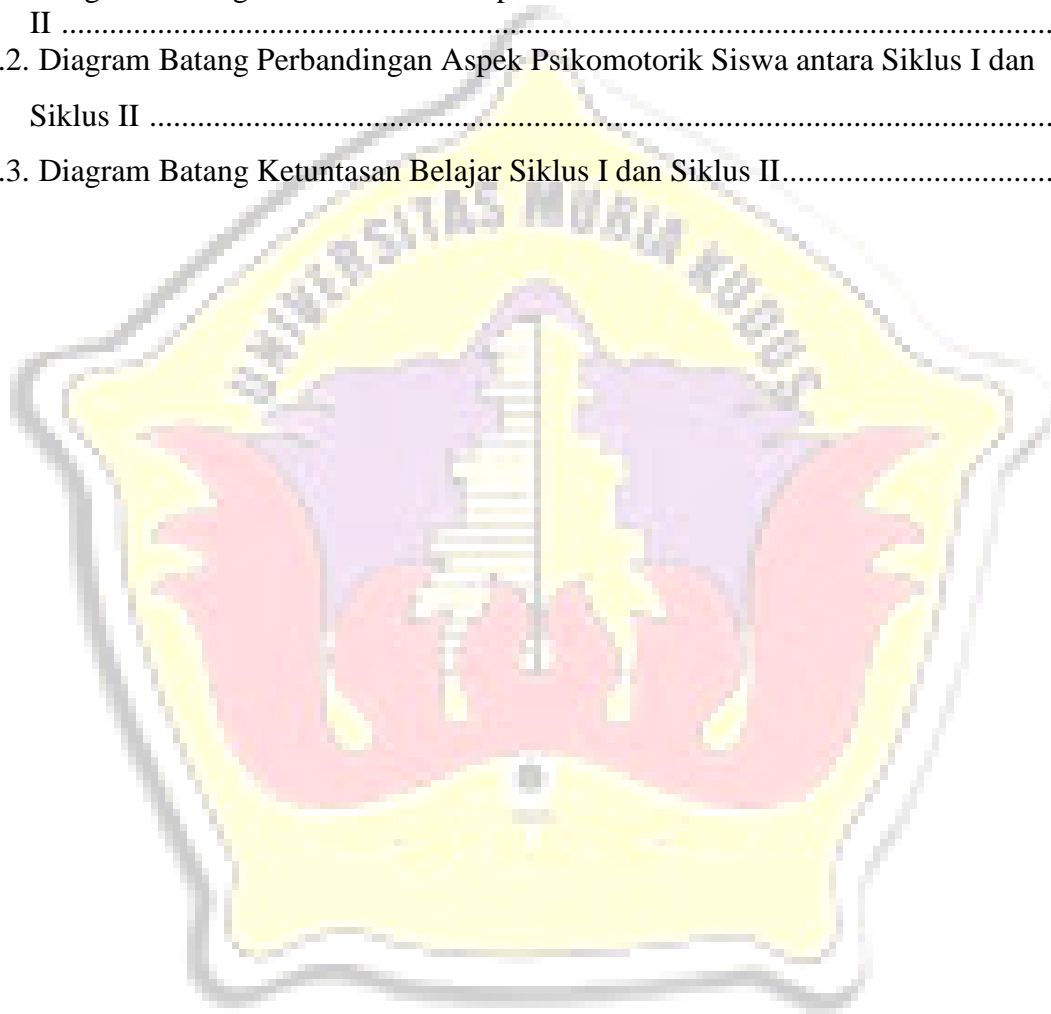 II ....................................................................................................
.2. Diagram Batang Perbandingan Aspek Psikomotorik Siswa antara Siklus I dan
Siklus II ....................................................................................................
.3. Diagram Batang Ketuntasan Belajar Siklus I dan Siklus II..................................
UNIVERSITAS MURIA KUDUS